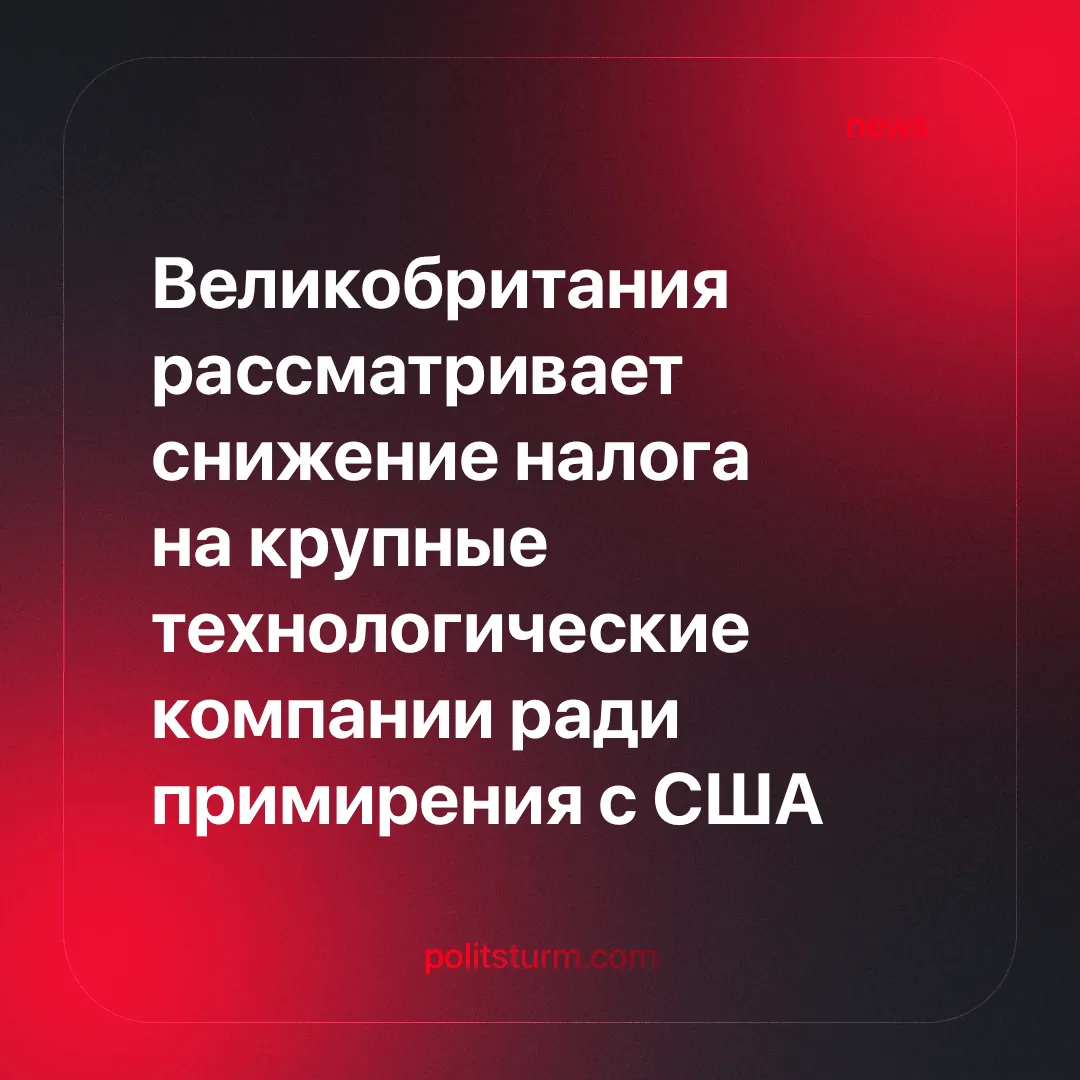 news
Великобритания
рассматривает
снижение налога
на крупные
технологические
компании ради
примирения с США
politsturm.com